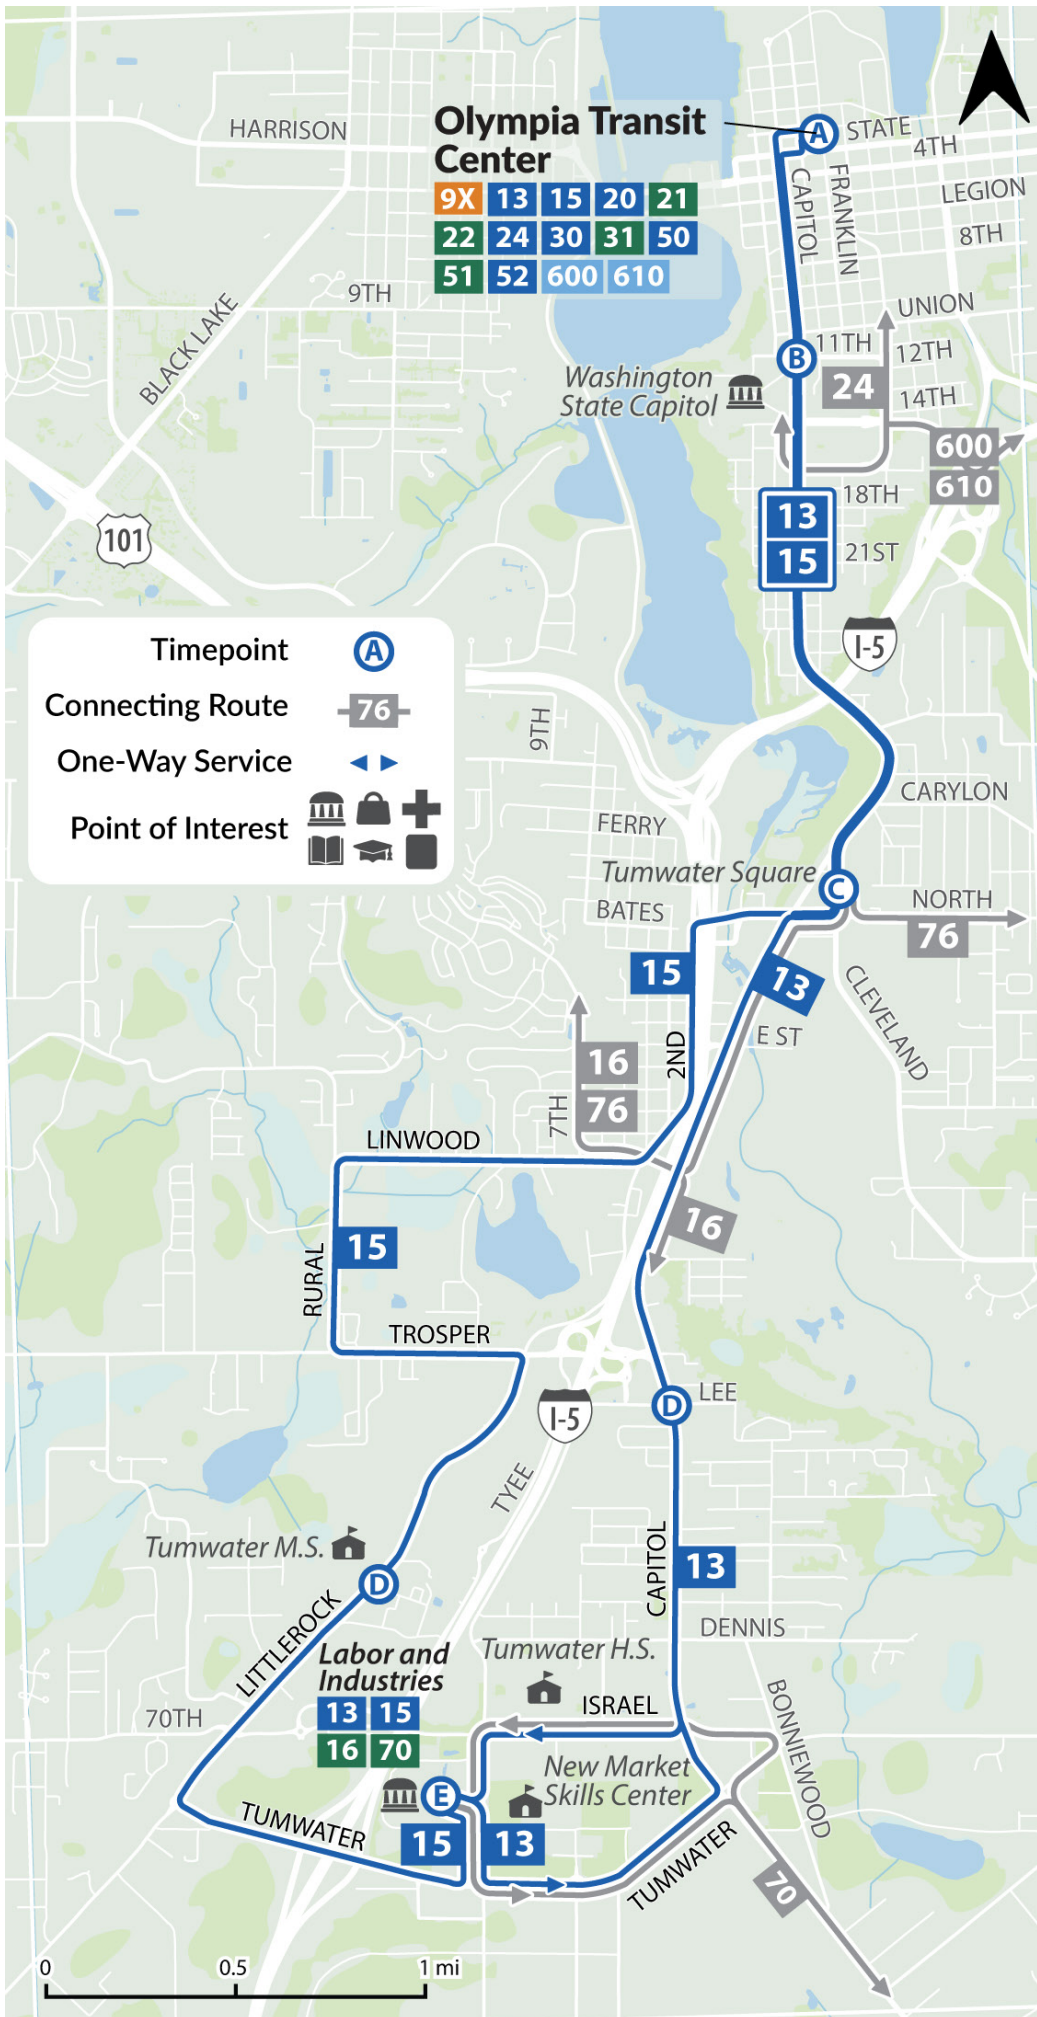 HARRISON
Olympia Transit
Center
9X 13 15 20 21
22 24 30 31 50
51 52 600 610
A
STATE
4TH
CAPITOL
FRANKLIN
LEGION
8TH
9TH
BLACK LAKE
UNION
B
11TH
12TH
24
14TH
Washington
State Capitol
600
610
18TH
13
15
21ST
101
I-5
Timepoint A
Connecting Route 76
One-Way Service
Point of Interest
9TH
CARYLON
FERRY
Tumwater Square
C
BATES
NORTH
76
15
13
CLEVELAND
E ST
2ND
16
76
7TH
LINWOOD
15
16
RURAL
TROSPER
LEE
D
I-5
TYEE
Tumwater M.S.
D
CAPITOL
13
LITTLEROCK
DENNIS
Labor and
Industries
13 15
16 70
Tumwater H.S.
ISRAEL
70TH
BONNIEWOOD
New Market
Skills Center
E
TUMWATER
15
13
TUMWATER
70
0 0.5 1 mi